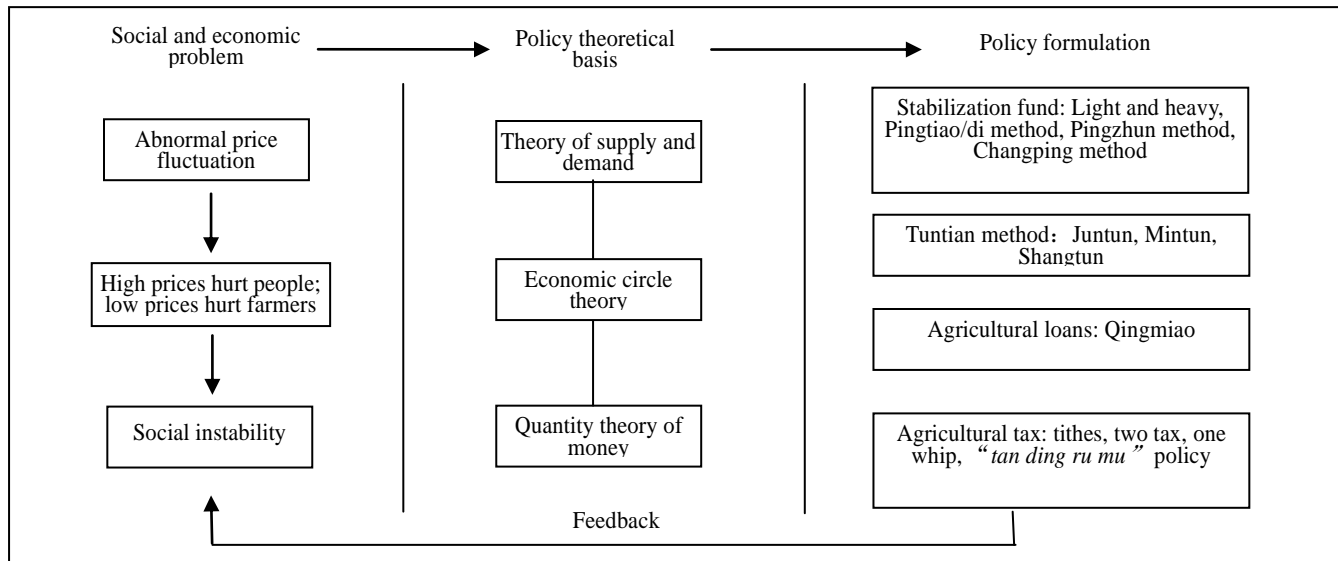 Social and economic
problem
Policy theoretical
basis
Policy formulation
Abnormal price
fluctuation
High prices hurt people;
low prices hurt farmers
Social instability
Theory of supply and
demand
Economic circle
theory
Quantity theory of
money
Stabilization fund: Light and heavy,
Pingtiao/di method, Pingzhun method,
Changping method
Tuntian method：Juntun, Mintun,
Shangtun
Agricultural loans: Qingmiao
Agricultural tax: tithes, two tax, one
whip, “tan ding ru mu” policy
Feedback